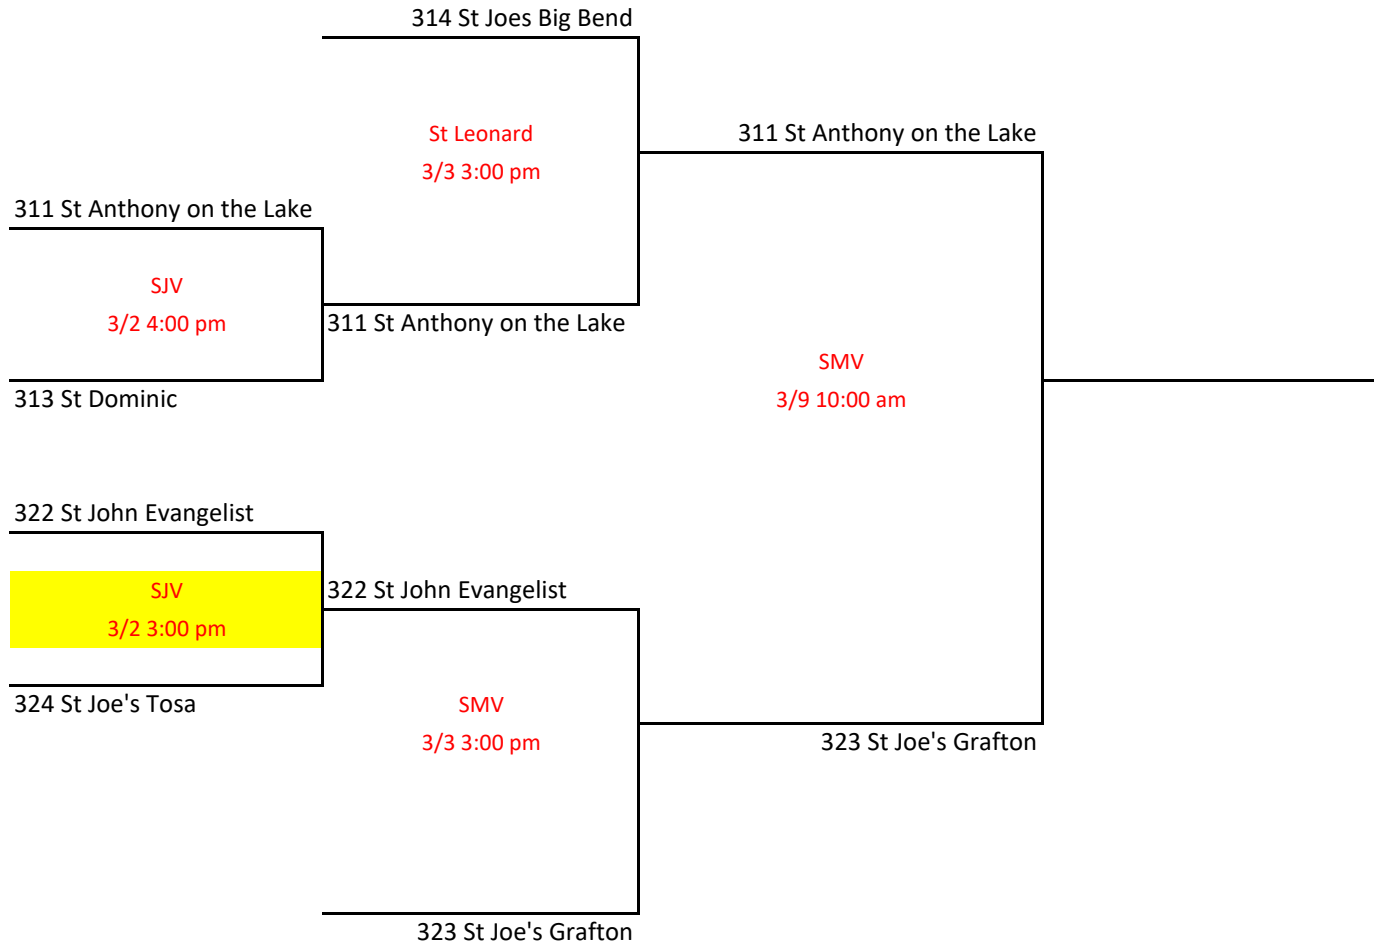 314 St Joes Big Bend
St Leonard
3/3 3:00 pm
311 St Anthony on the Lake
311 St Anthony on the Lake
SJV
3/2 4:00 pm
311 St Anthony on the Lake
313 St Dominic
SMV
3/9 10:00 am
322 St John Evangelist
SJV
3/2 3:00 pm
322 St John Evangelist
324 St Joe's Tosa
SMV
3/3 3:00 pm
323 St Joe's Grafton
323 St Joe's Grafton